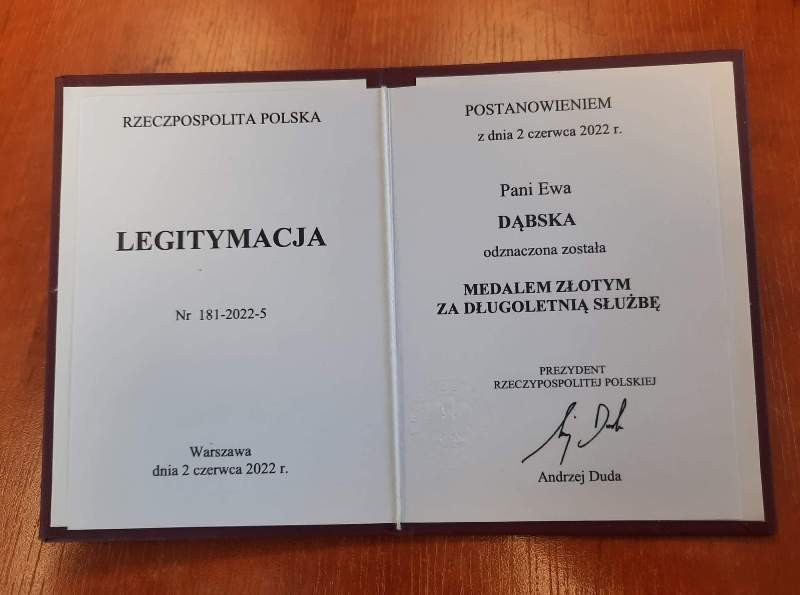 RZECZPOSPOLITA POLSKA
LEGITYMACJA
Nr 181-2022-5
Warszawa
dnia 2 czerwca 2022 r.
POSTANOWIENIEM
z dnia 2 czerwca 2022 r.
Pani Ewa
DĄBSKA
odznaczona została
MEDALEM ZŁOTYM
ZA DŁUGOLETNIĄ SŁUŻBĘ
PREZYDENT
RZECZYPOSPOLITEJ POLSKIEJ
Andrzej Duda